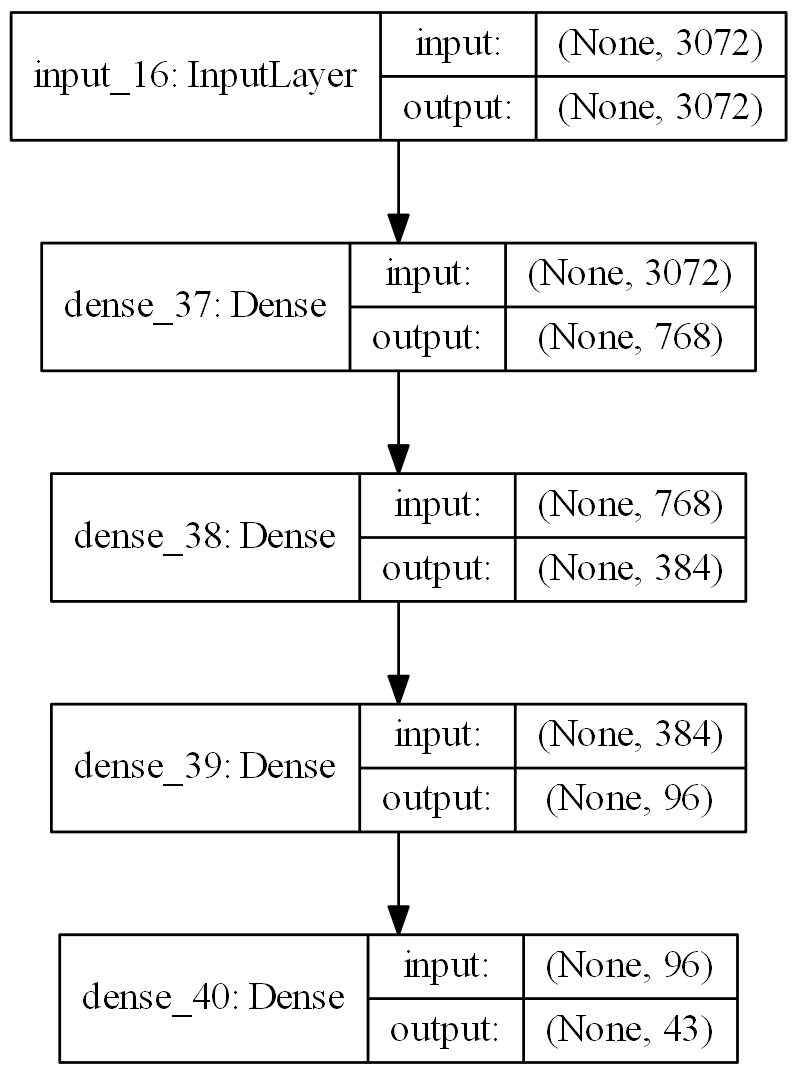 input_16: InputLayer
input:
(None, 3072)
output:
(None, 3072)
dense_37: Dense
input:
(None, 3072)
output:
(None, 768)
dense_38: Dense
input:
(None, 768)
output:
(None, 384)
dense_39: Dense
input:
(None, 384)
output:
(None, 96)
dense_40: Dense
input:
(None, 96)
output:
(None, 43)